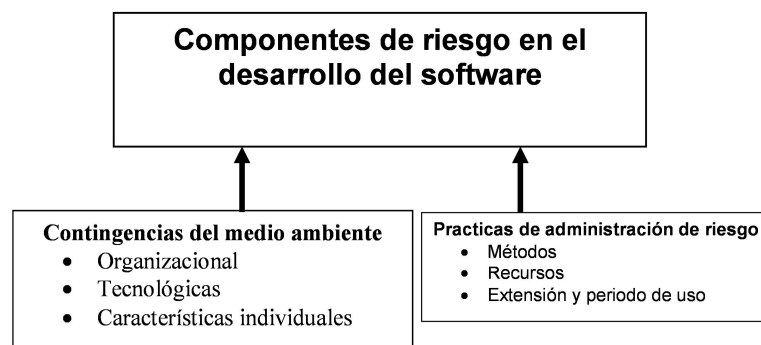 Componentes de riesgo en el
desarrollo del software
Contingencias del medio ambiente
• Organizacional
• Tecnológicas
• Características individuales
Practicas de administración de riesgo
• Métodos
• Recursos
• Extensión y periodo de uso